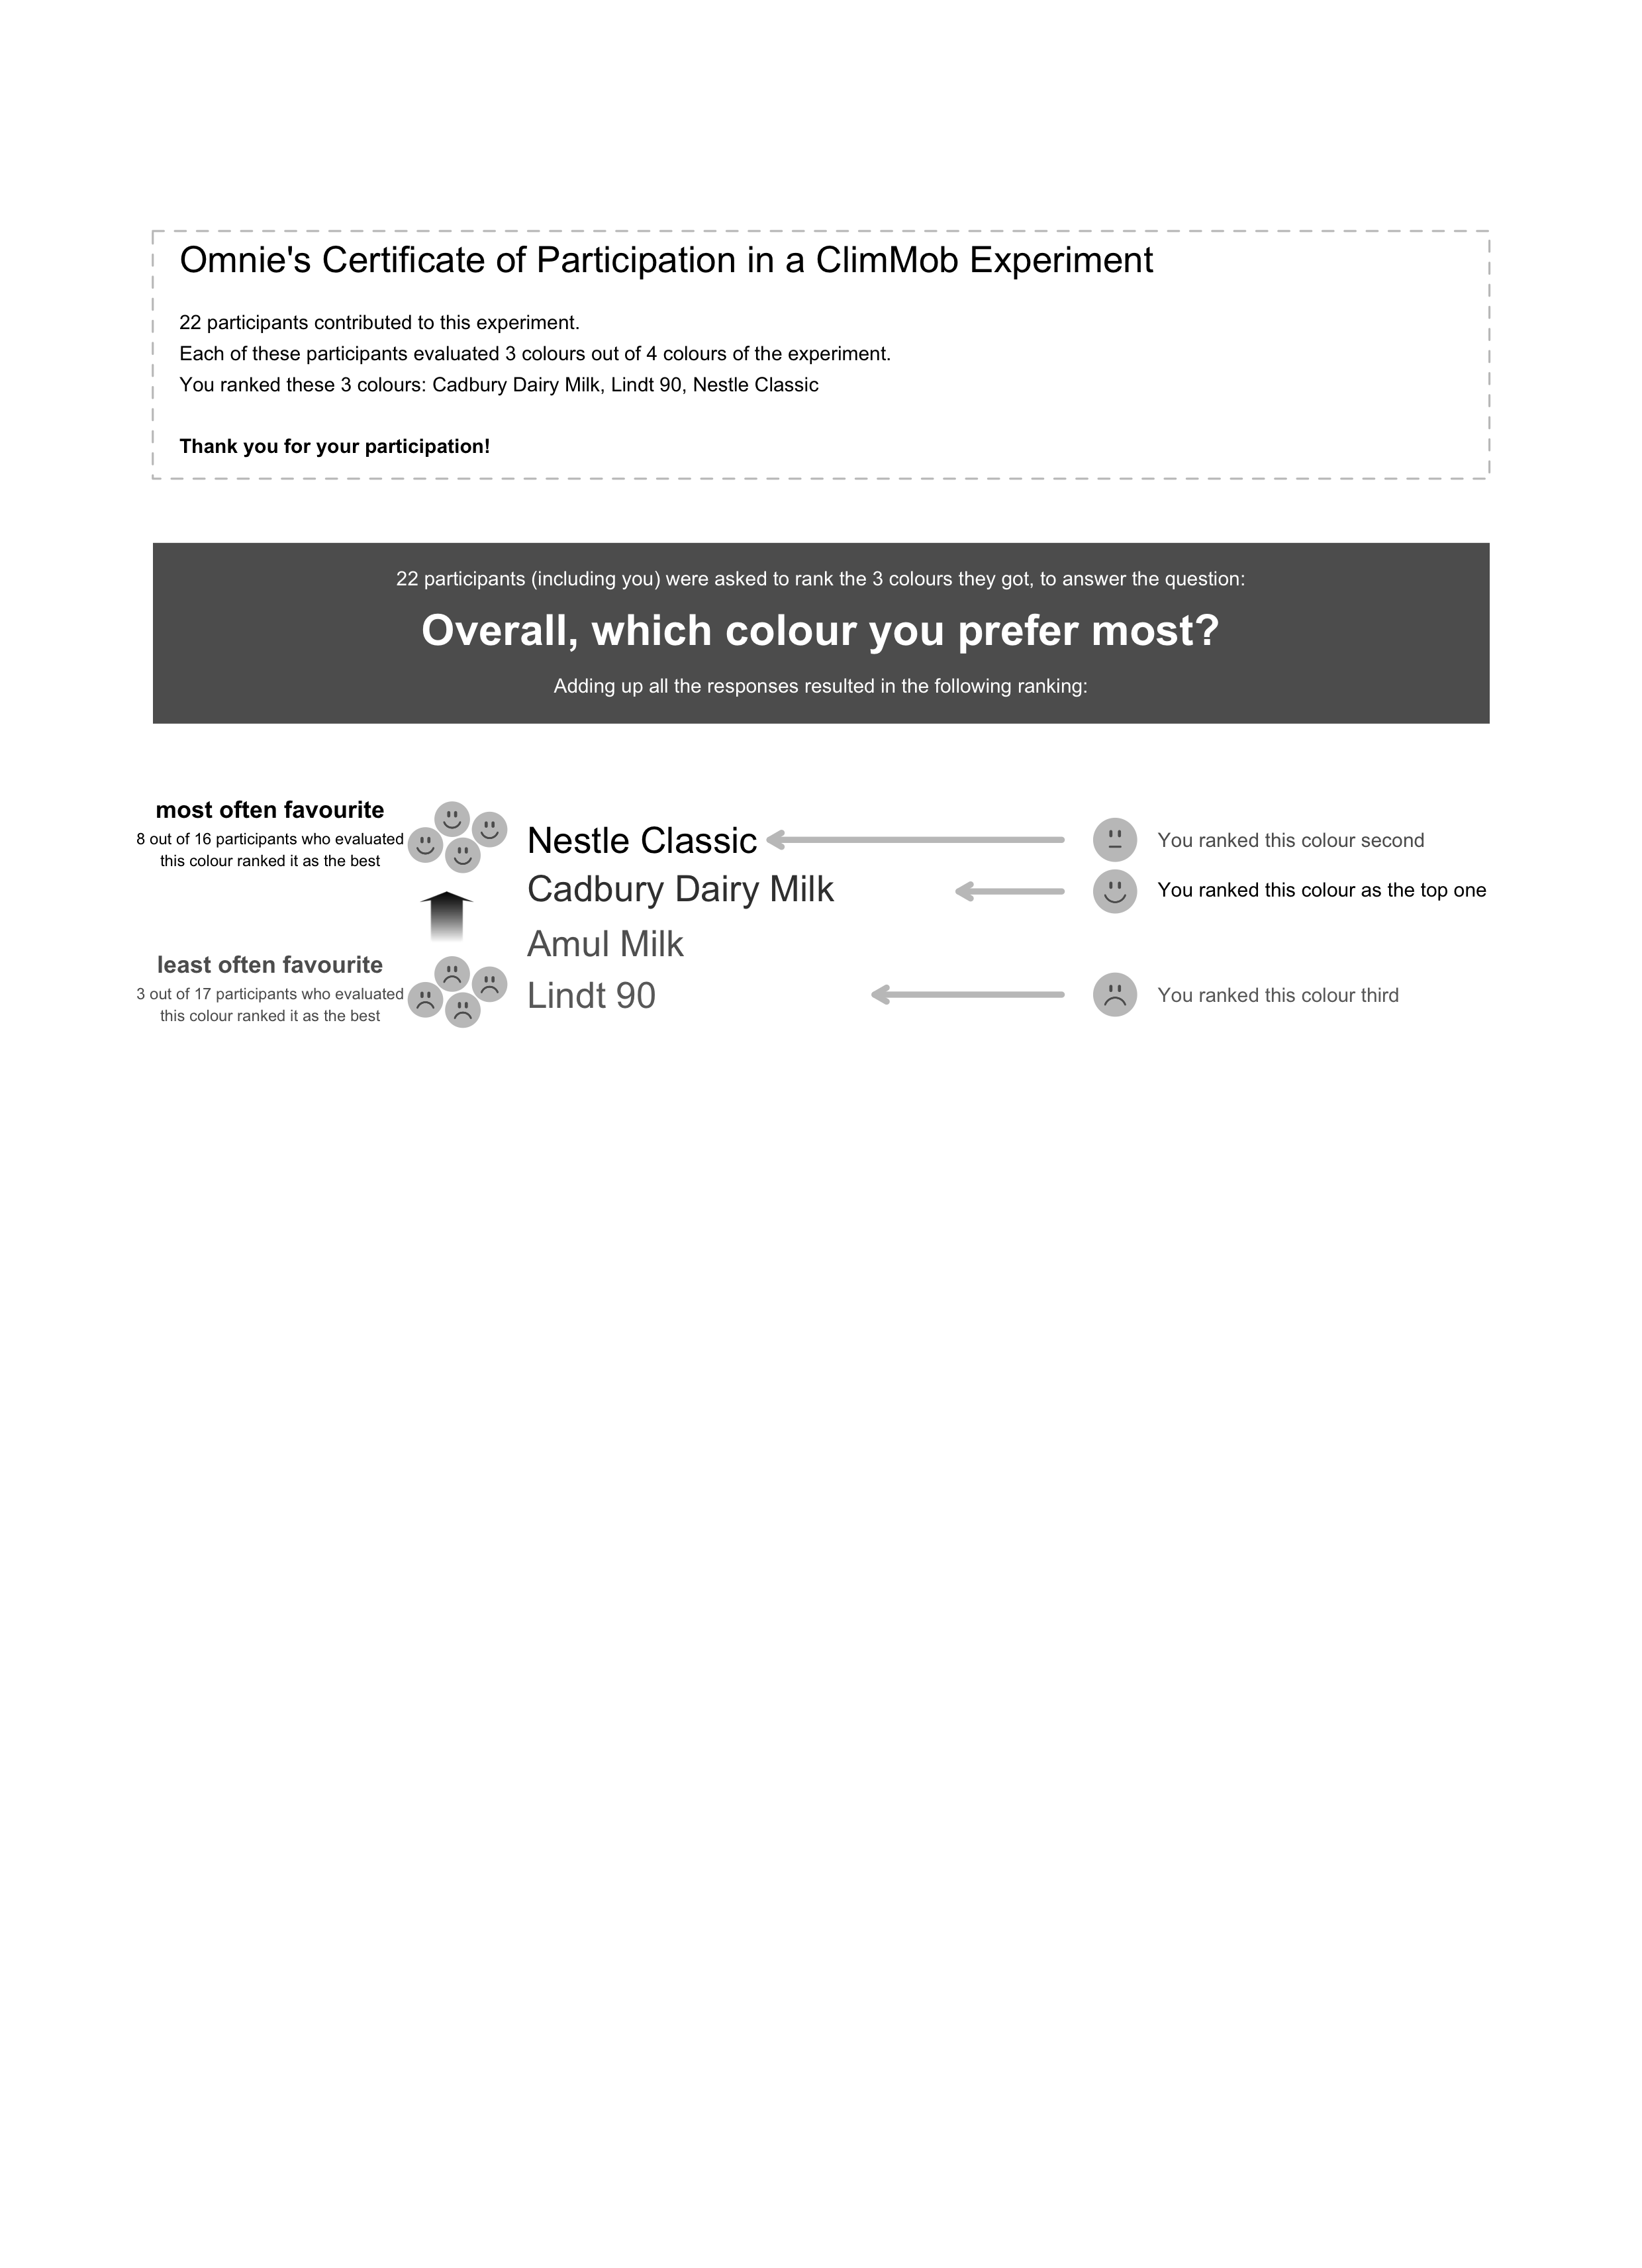 Omnie's Certificate of Participation in a ClimMob Experiment
22 participants contributed to this experiment.
Each of these participants evaluated 3 colours out of 4 colours of the experiment.
You ranked these 3 colours: Cadbury Dairy Milk, Lindt 90, Nestle Classic
Thank you for your participation!
22 participants (including you) were asked to rank the 3 colours they got, to answer the question:
Overall, which colour you prefer most?
Adding up all the responses resulted in the following ranking:
most often favourite
8 out of 16 participants who evaluated
this colour ranked it as the best
Nestle Classic
You ranked this colour second
Cadbury Dairy Milk
You ranked this colour as the top one
Amul Milk
least often favourite
3 out of 17 participants who evaluated
this colour ranked it as the best
Lindt 90
You ranked this colour third